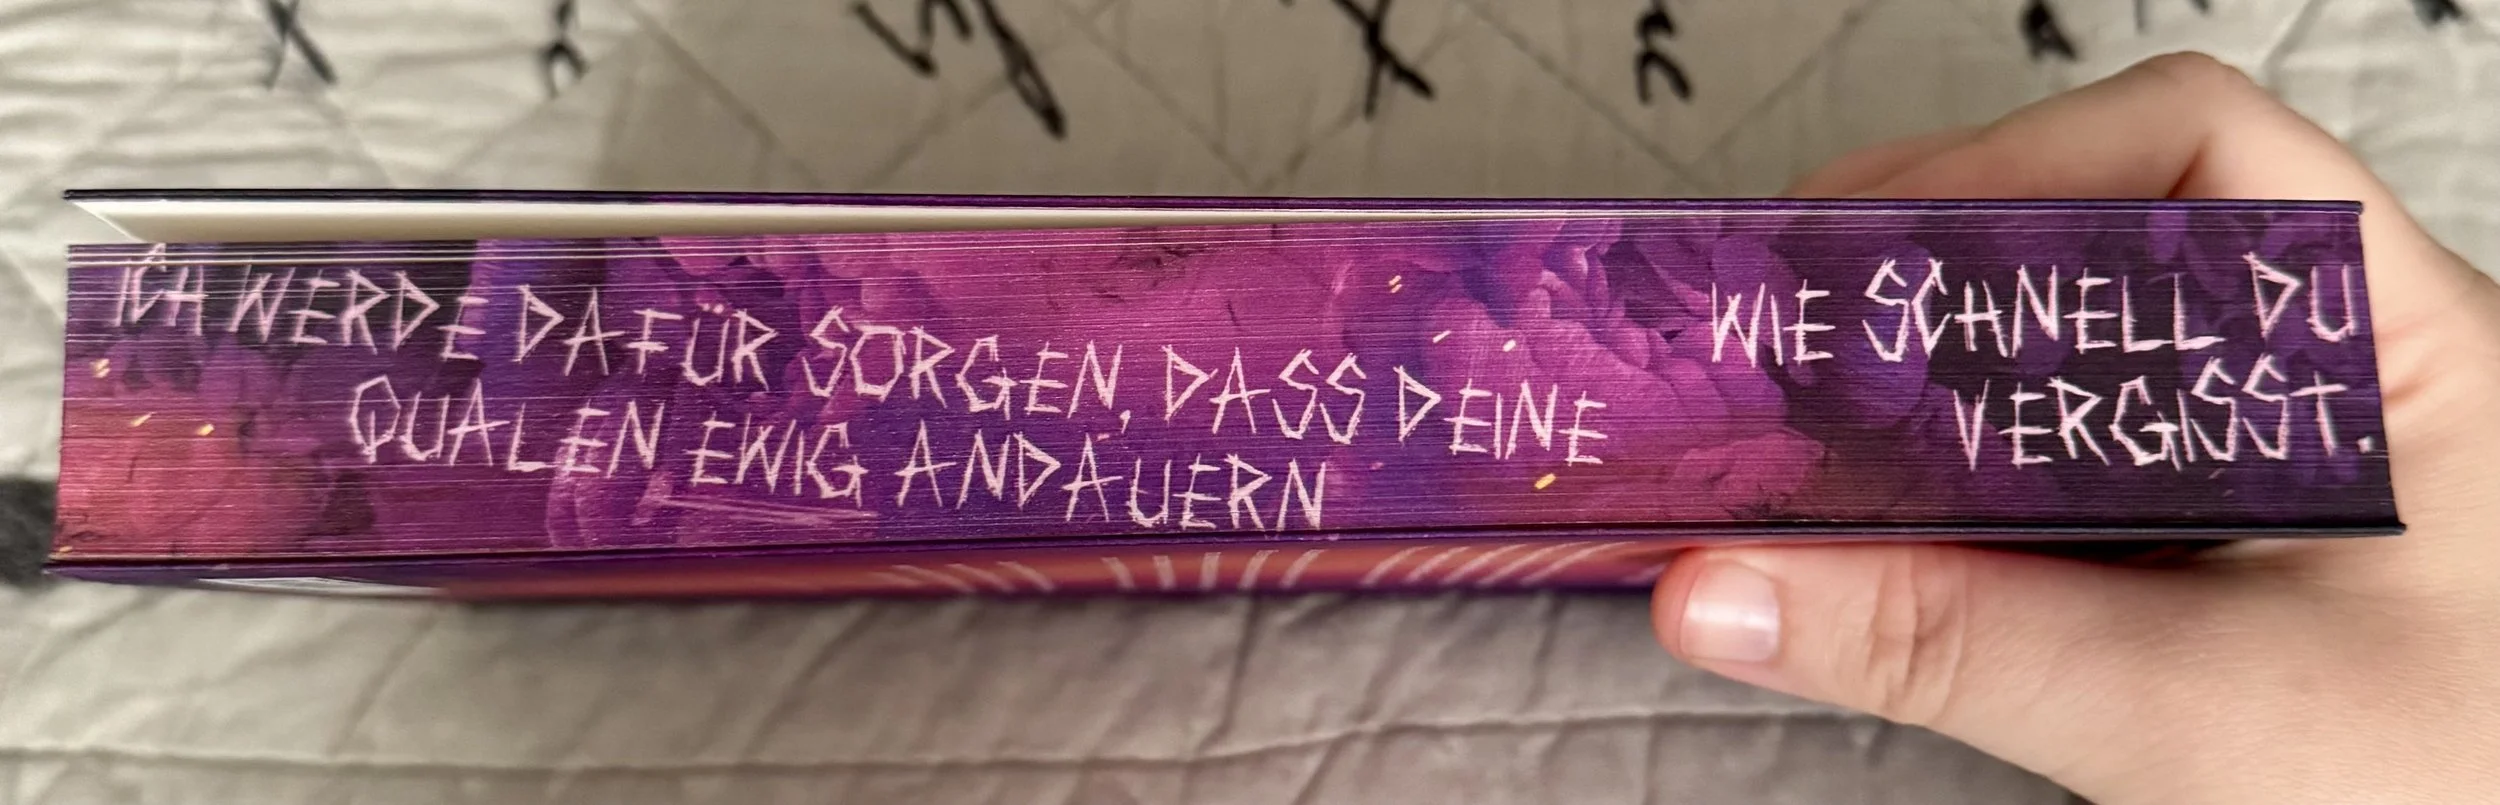 ICH WERDE DAFÜR SORGEN, DASS DEINE
QUALEN EWIG ANDAUERN
WIE SCHNELL DU
VERGISST.